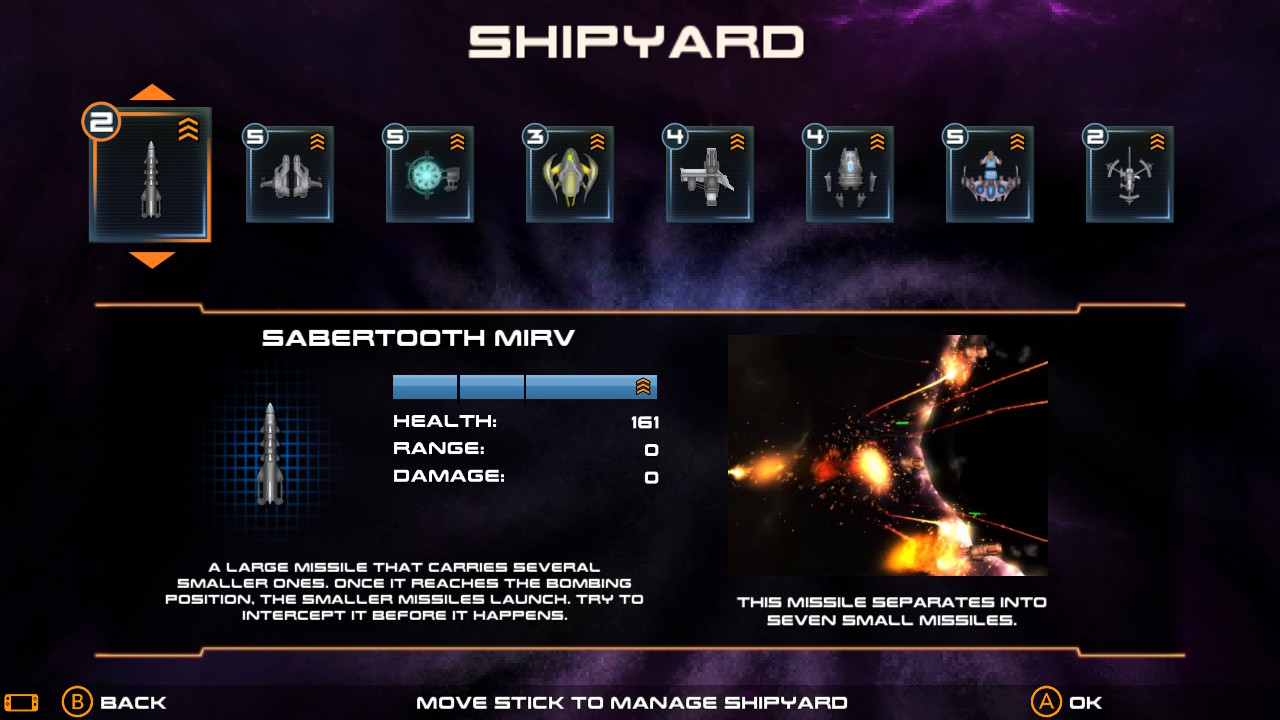 SHIPYARD
2 5 5 3 4 4 5 2
SABERTOOTH MIRV
HEALTH: 161
RANGE: 0
DAMAGE: 0
A LARGE MISSILE THAT CARRIES SEVERAL
SMALLER ONES. ONCE IT REACHES THE BOMBING
POSITION, THE SMALLER MISSILES LAUNCH. TRY TO
INTERCEPT IT BEFORE IT HAPPENS.
THIS MISSILE SEPARATES INTO
SEVEN SMALL MISSILES.
B BACK MOVE STICK TO MANAGE SHIPYARD A OK